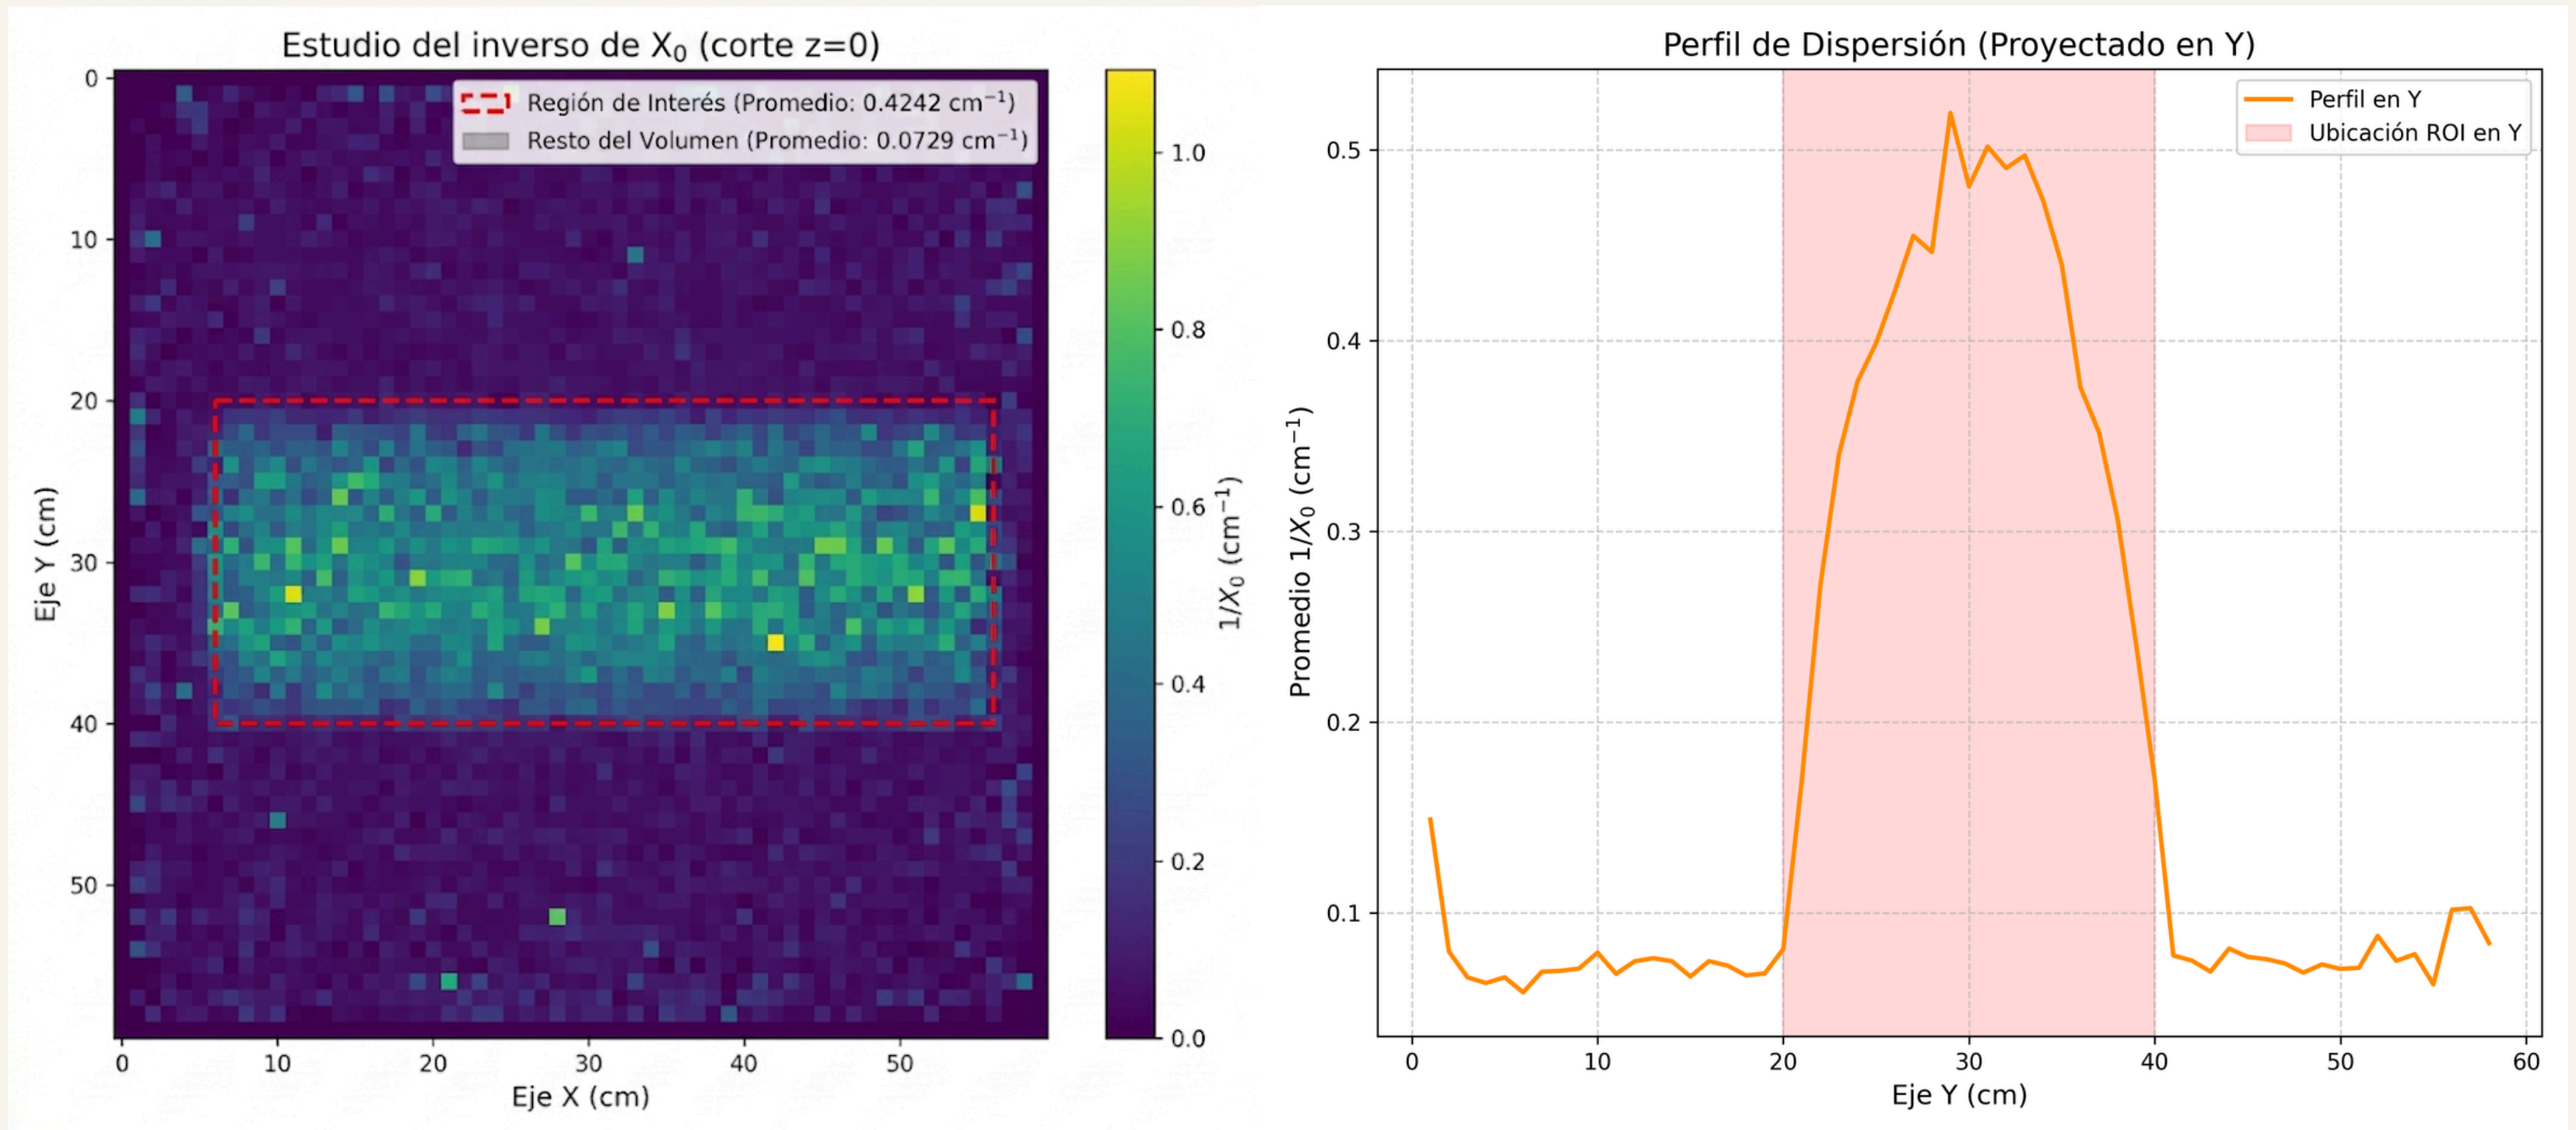 Estudio del inverso de X₀ (corte z=0)
Región de Interés (Promedio: 0.4242 cm⁻¹)
Resto del Volumen (Promedio: 0.0729 cm⁻¹)
0
10
20
30
40
50
Eje Y (cm)
0 10 20 30 40 50
Eje X (cm)
1.0
0.8
0.6
0.4
0.2
0.0
1/X₀ (cm⁻¹)
Perfil de Dispersión (Proyectado en Y)
Perfil en Y
Ubicación ROI en Y
0.5
0.4
0.3
0.2
0.1
Promedio 1/X₀ (cm⁻¹)
0 10 20 30 40 50 60
Eje Y (cm)